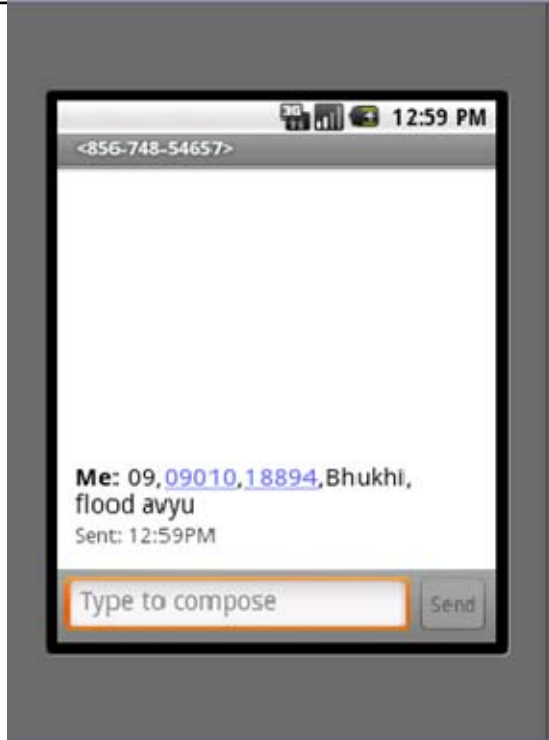 3G 12:59 PM
<856-748-54657>
Me: 09,09010,18894,Bhukhi,
flood avyu
Sent: 12:59PM
Type to compose
Send